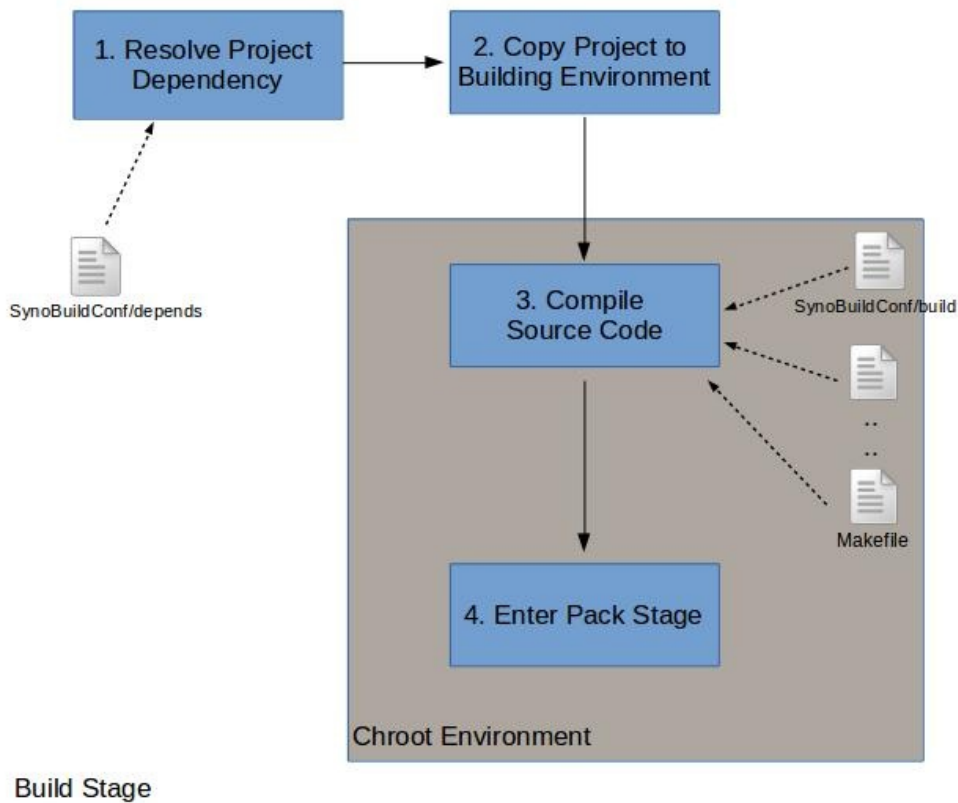 1. Resolve Project
Dependency
2. Copy Project to
Building Environment
SynoBuildConf/depends
3. Compile
Source Code
SynoBuildConf/build
..
..
Makefile
4. Enter Pack Stage
Chroot Environment
Build Stage